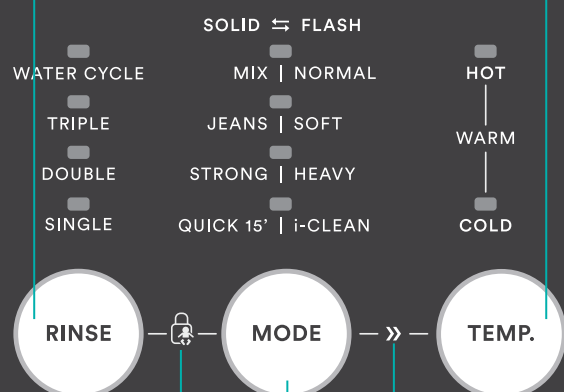 SOLID ⇆ FLASH
WATER CYCLE MIX | NORMAL HOT
TRIPLE JEANS | SOFT
WARM
DOUBLE STRONG | HEAVY
SINGLE QUICK 15' | i-CLEAN COLD
RINSE MODE » TEMP.